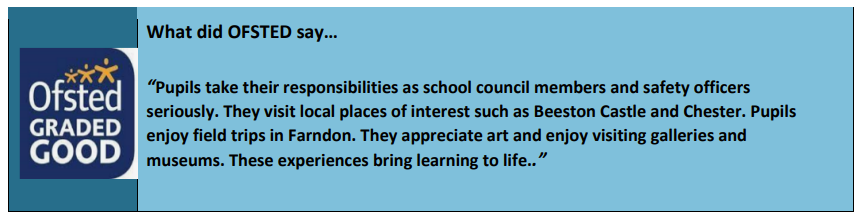 What did OFSTED say…
Ofsted
GRADED
GOOD
“Pupils take their responsibilities as school council members and safety officers
seriously. They visit local places of interest such as Beeston Castle and Chester. Pupils
enjoy field trips in Farndon. They appreciate art and enjoy visiting galleries and
museums. These experiences bring learning to life..”